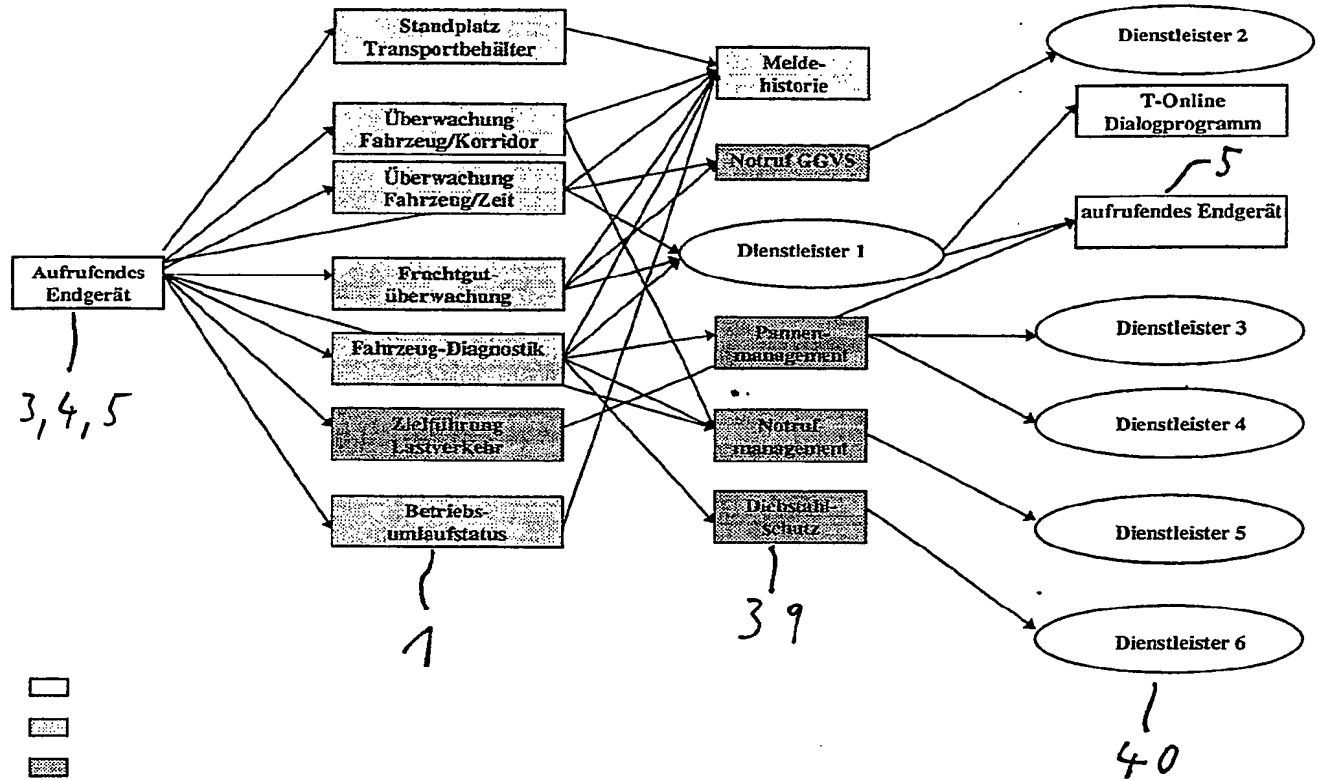 Standplatz
Transportbehälter
Überwachung
Fahrzeug/Korridor
Überwachung
Fahrzeug/Zeit
Aufrufendes
Endgerät
3, 4, 5
Frachtgut-
überwachung
Fahrzeug-Diagnostik
Zielführung
Lastverkehr
Betriebs-
umlaufstatus
1
Melde-
historie
Notruf GGVS
Dienstleister 1
Pannen-
management
Notruf
management
Diebstahl-
schutz
39
Dienstleister 2
T-Online
Dialogprogramm
5
aufrufendes Endgerät
Dienstleister 3
Dienstleister 4
Dienstleister 5
Dienstleister 6
40